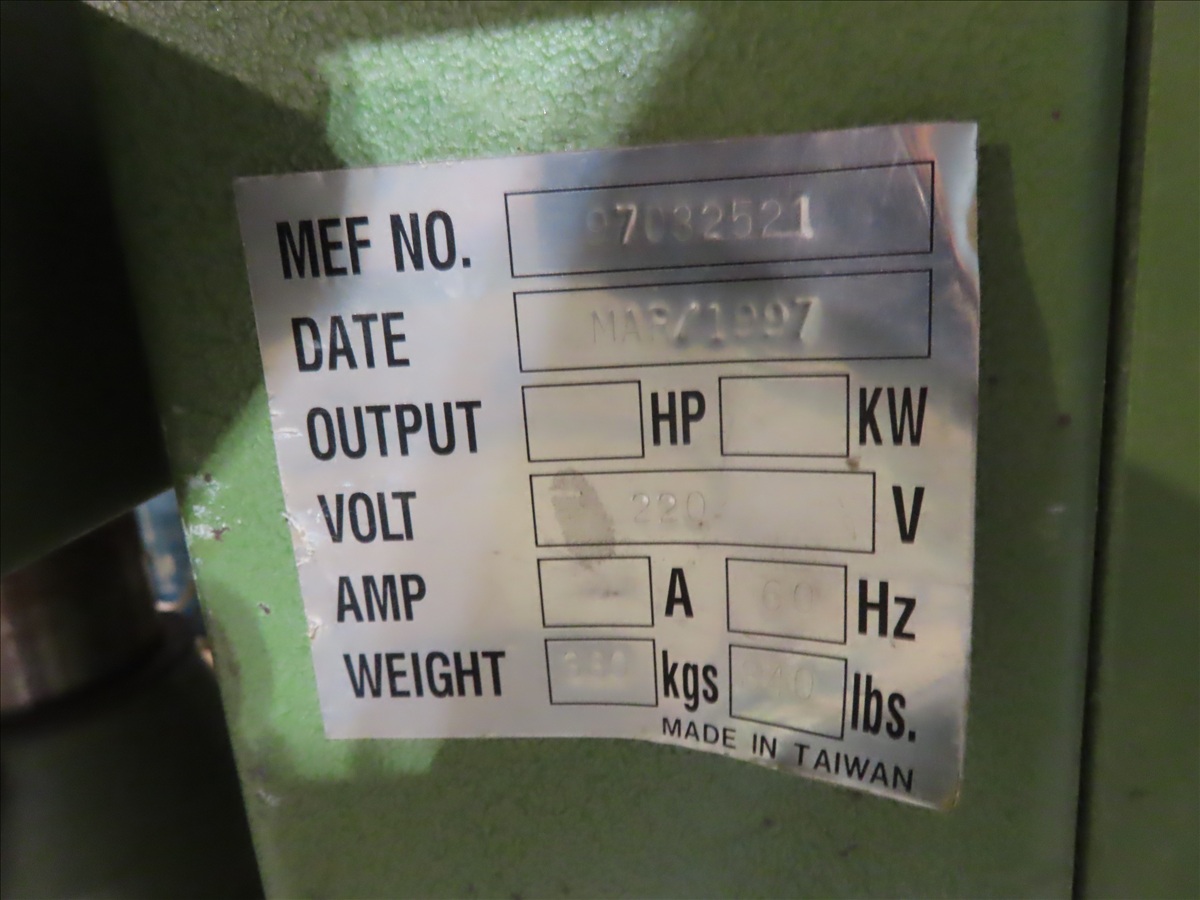 MEF NO. 97032521
DATE MAR/1997
OUTPUT HP KW
VOLT 220 V
AMP A 60 Hz
WEIGHT kgs lbs.
MADE IN TAIWAN